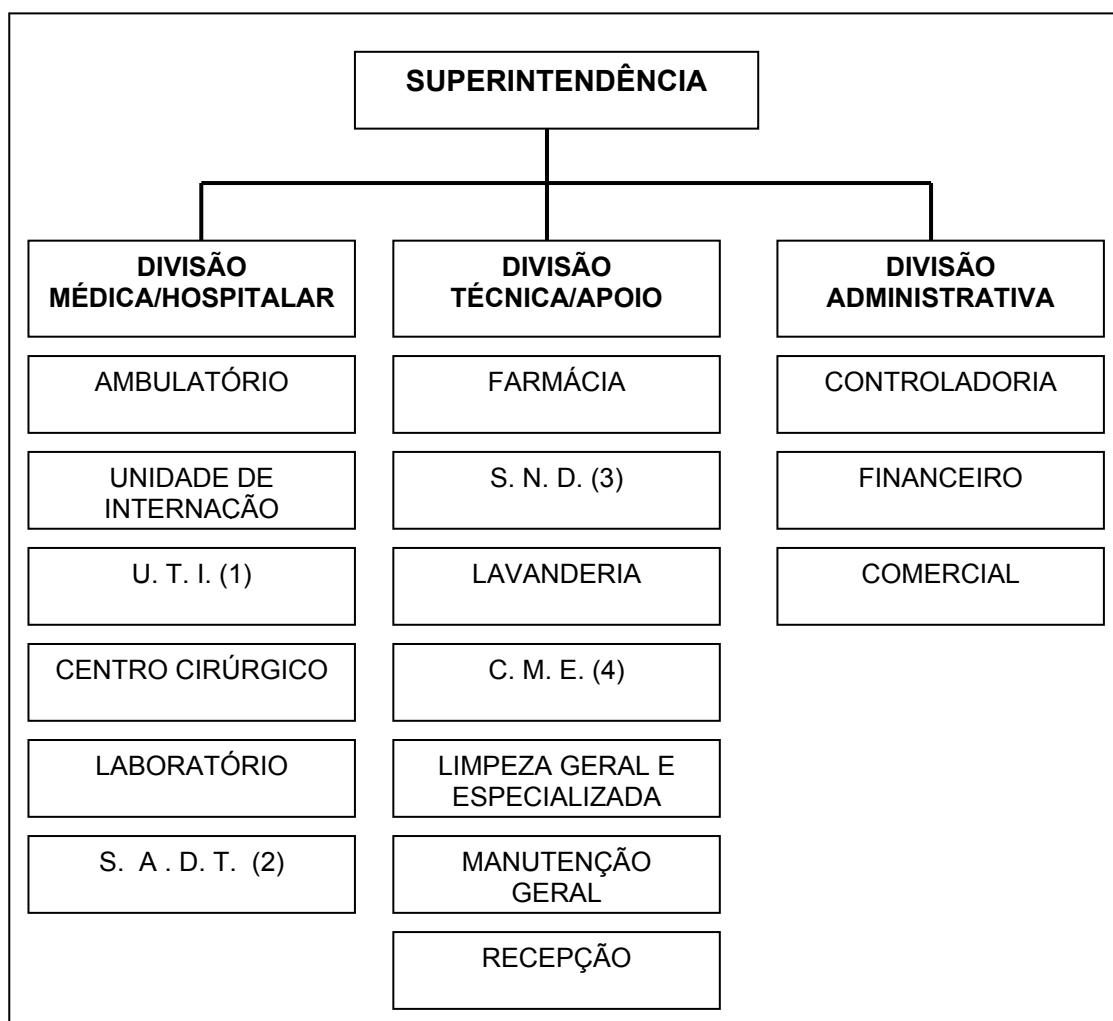 SUPERINTENDÊNCIA
DIVISÃO
MÉDICA/HOSPITALAR
AMBULATÓRIO
UNIDADE DE
INTERNACÃO
U. T. I. (1)
CENTRO CIRÚRGICO
LABORATÓRIO
S. A . D. T. (2)
DIVISÃO
TÉCNICA/APOIO
FARMÁCIA
S. N. D. (3)
LAVANDERIA
C. M. E. (4)
LIMPEZA GERAL E
ESPECIALIZADA
MANUTENÇÃO
GERAL
RECEPÇÃO
DIVISÃO
ADMINISTRATIVA
CONTROLADORIA
FINANCEIRO
COMERCIAL